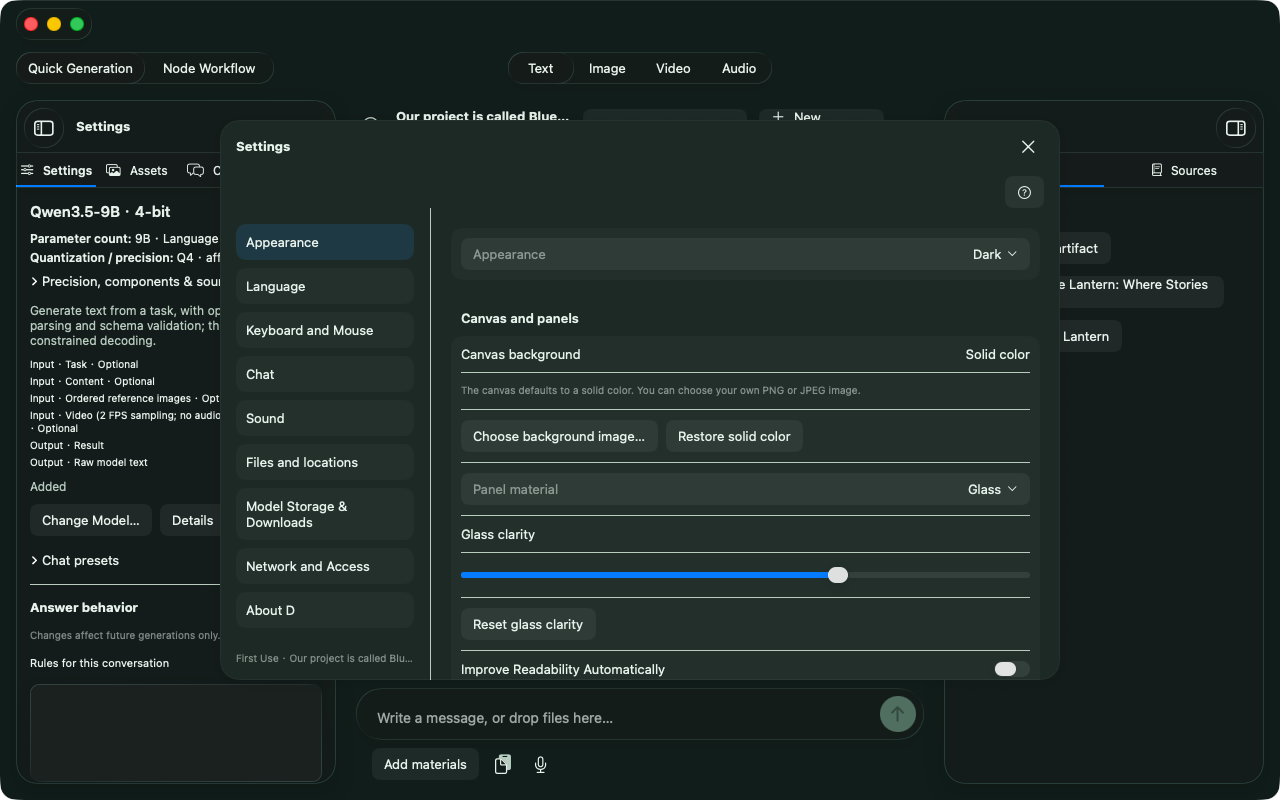 Quick Generation
Node Workflow
Text
Image
Video
Audio
Settings
Our project is called Blue...
New
Settings
Assets
Sources
Qwen3.5-9B · 4-bit
Parameter count: 9B · Language
Quantization / precision: Q4 ·
Precision, components &
Generate text from a task, with
parsing and schema validation;
constrained decoding.
Input · Task · Optional
Input · Content · Optional
Input · Ordered reference images ·
Input · Video (2 FPS sampling; no audio
· Optional
Output · Result
Output · Raw model text
Added
Change Model...
Details
Chat presets
Answer behavior
Changes affect future generations only.
Rules for this conversation
Settings
Appearance
Language
Keyboard and Mouse
Chat
Sound
Files and locations
Model Storage &
Downloads
Network and Access
About D
First Use · Our project is called Blu...
Appearance
Dark
Canvas and panels
Canvas background
Solid color
The canvas defaults to a solid color. You can choose your own PNG or JPEG image.
Choose background image...
Restore solid color
Panel material
Glass
Glass clarity
Reset glass clarity
Improve Readability Automatically
Lantern: Where Stories
Lantern
Write a message, or drop files here...
Add materials